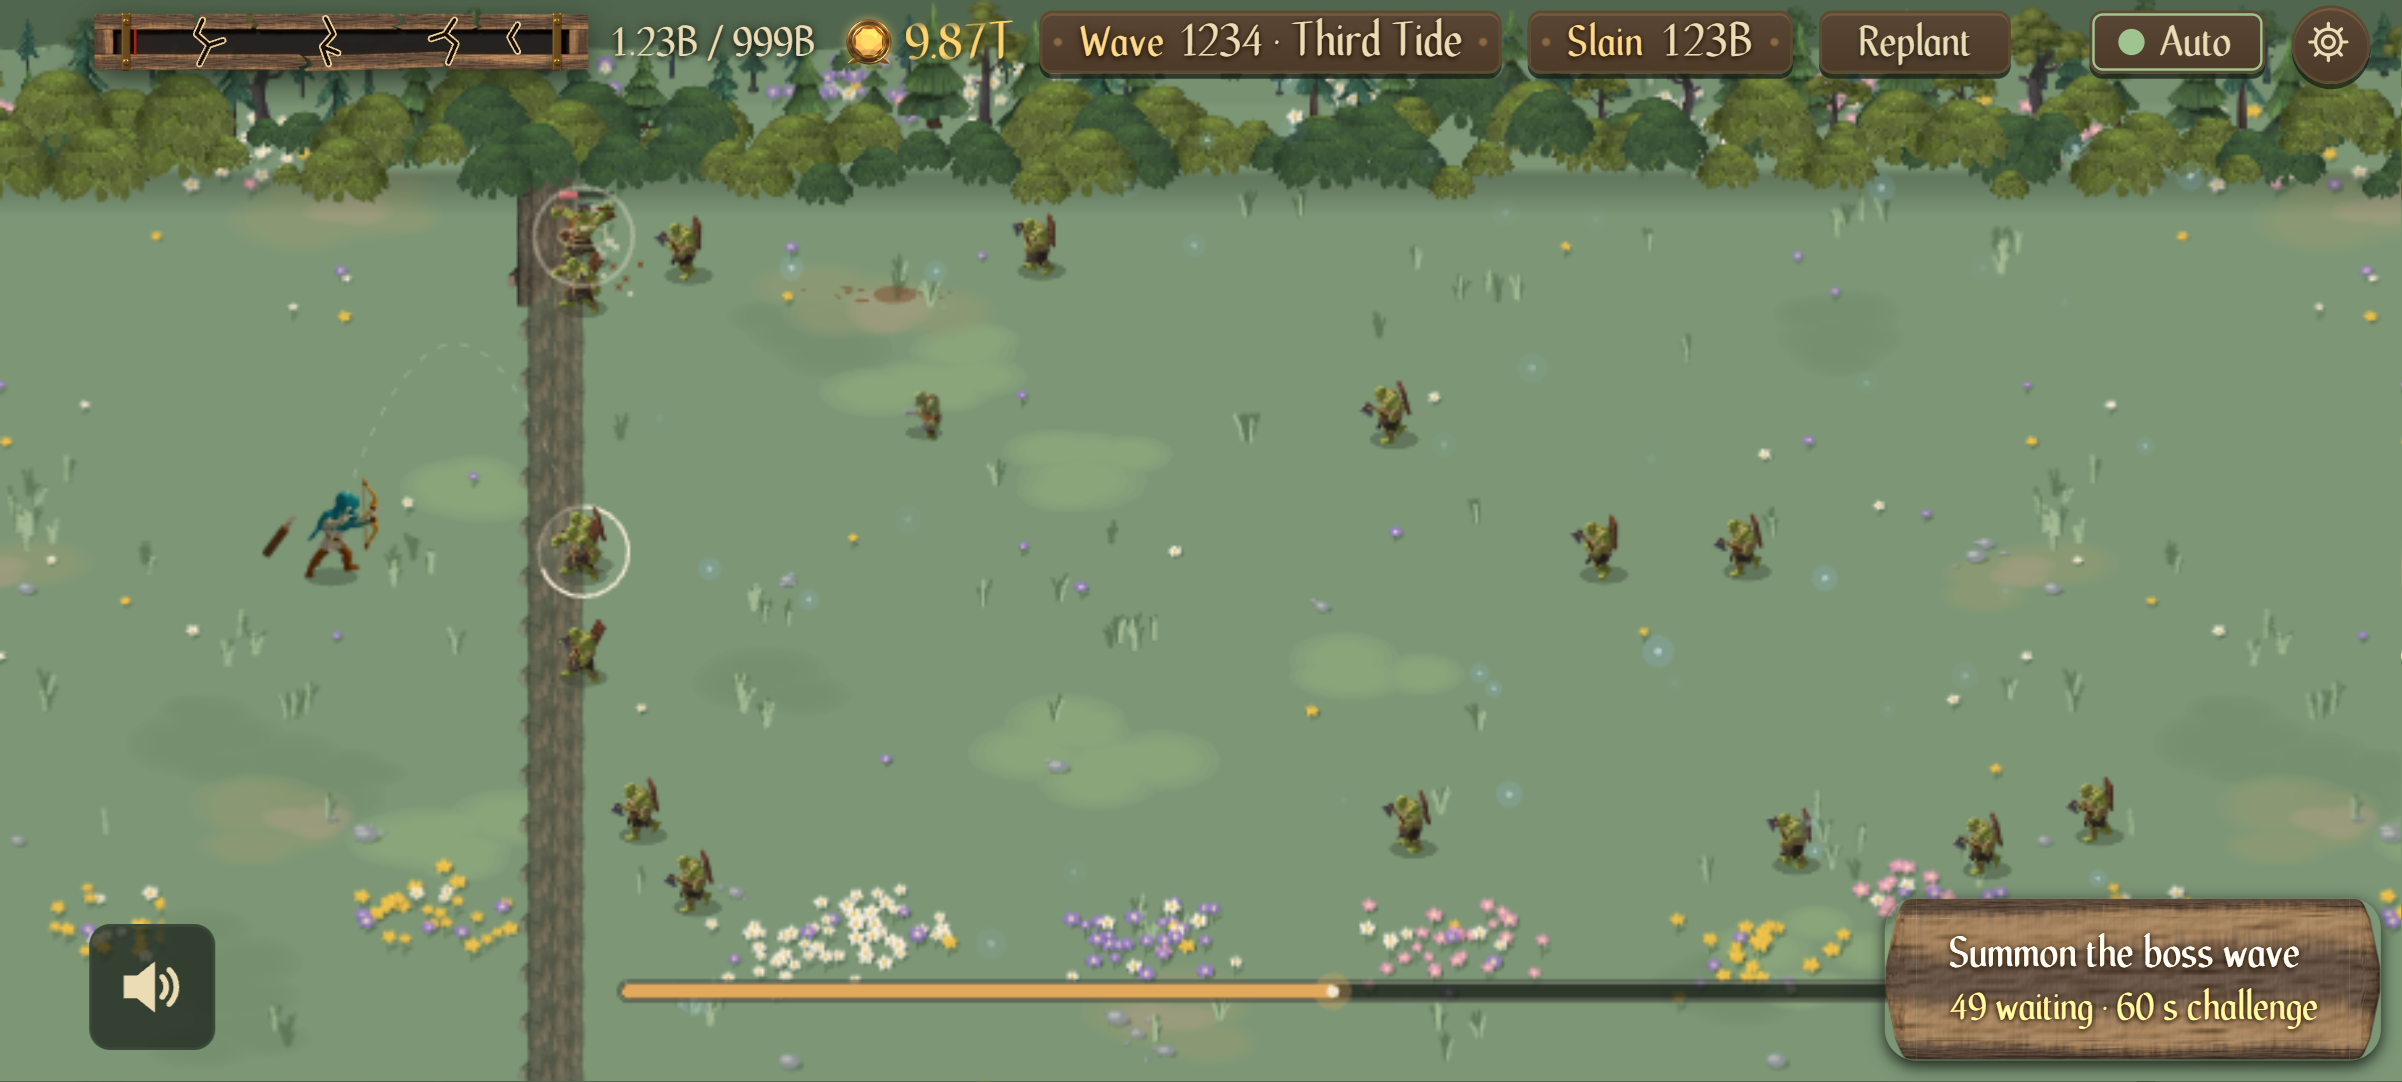 1.23B / 999B
9.87T
Wave 1234 · Third Tide
Slain 123B
Replant
Auto
Summon the boss wave
49 waiting · 60 s challenge